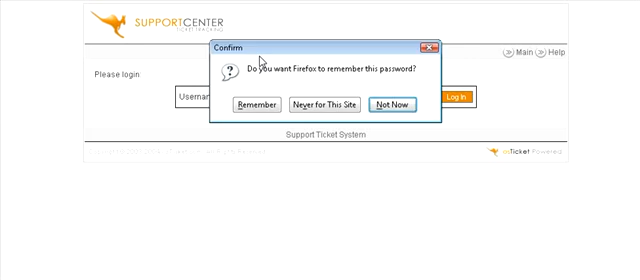 SUPPORTCENTER
TICKET TRACKING
Confirm
Main Help
Do you want Firefox to remember this password?
Please login:
Userna
Remember Never for This Site Not Now
Log In
Support Ticket System
osTicket Powered